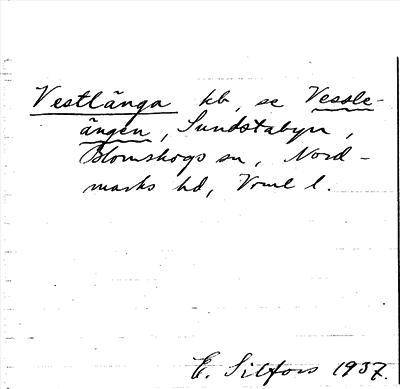 Vestlänga kb, se Vessle-
ängen, Sundstabyn,
Blomskogs sn, Nord-
marks hd, Vrml l.
E. Silfors 1937.